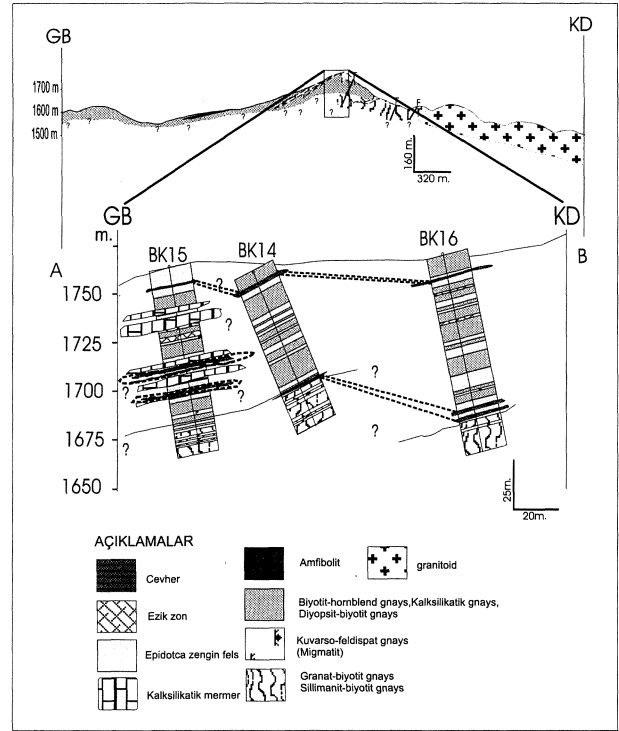 GB
KD
1700 m
1600 m
1500 m
?
?
?
?
?
?
?
?
?
?
160 m.
320 m.
GB
KD
m.
BK15
BK14
BK16
A
B
1750
1725
1700
1675
1650
?
?
?
?
?
?
?
25m.
20m.
AÇIKLAMALAR
Cevher
Ezik zon
Epidotca zengin fels
Kalksilikatik mermer
Amfibolit
granitoid
Biyotit-hornblend gnays,Kalksilikatik gnays,
Diyopsit-biyotit gnays
Kuvarso-feldispat gnays
(Migmatit)
Granat-biyotit gnays
Sillimanit-biyotit gnays